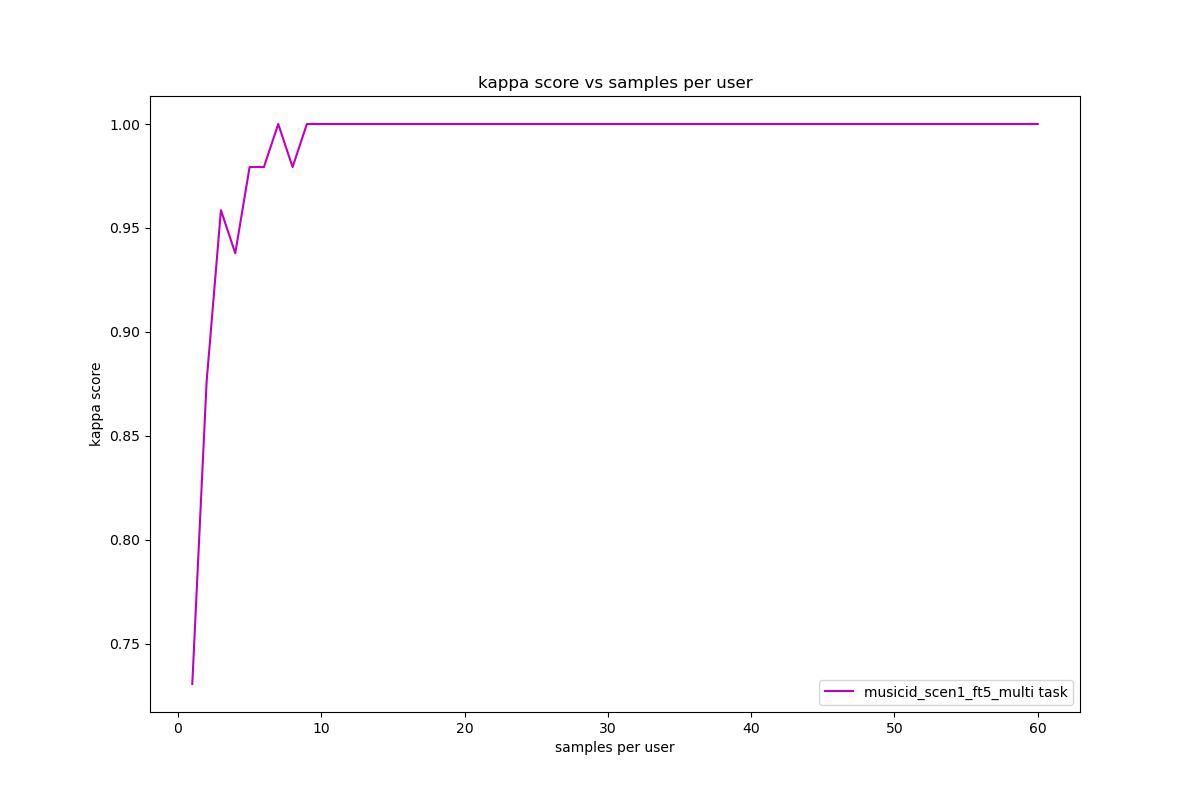 kappa score vs samples per user
1.00
0.95
0.90
0.85
0.80
0.75
kappa score
0 10 20 30 40 50 60
samples per user
musicid_scen1_ft5_multi task